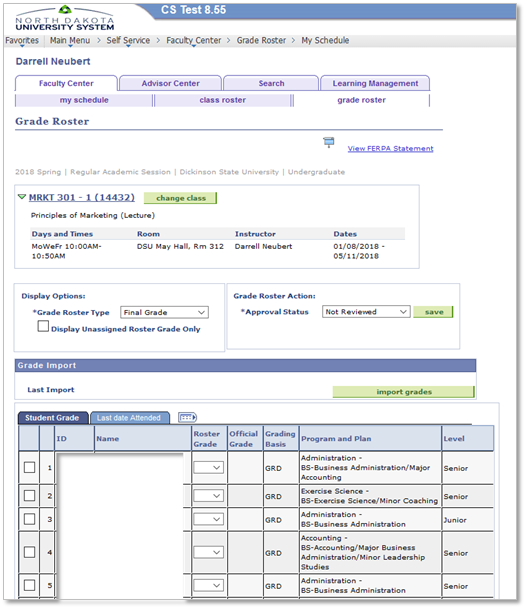 NORTH DAKOTA
UNIVERSITY SYSTEM
CS Test 8.55
Favorites Main Menu > Self Service > Faculty Center > Grade Roster > My Schedule
Darrell Neubert
Faculty Center Advisor Center Search Learning Management
my schedule class roster grade roster
Grade Roster
View FERPA Statement
2018 Spring | Regular Academic Session | Dickinson State University | Undergraduate
MRKT 301 - 1 (14432) change class
Principles of Marketing (Lecture)
Days and Times Room Instructor Dates
MoWeFr 10:00AM- DSU May Hall, Rm 312 Darrell Neubert 01/08/2018 -
10:50AM 05/11/2018
Display Options: Grade Roster Action:
*Grade Roster Type Final Grade *Approval Status Not Reviewed save
Display Unassigned Roster Grade Only
Grade Import
Last Import import grades
Student Grade Last date Attended
ID Name Roster Official Grading Program and Plan Level
Grade Grade Basis
Administration -
1 GRD BS-Business Administration/Major Senior
Accounting
2 GRD Exercise Science - Senior
BS-Exercise Science/Minor Coaching
3 GRD Administration - Junior
BS-Business Administration
Accounting -
4 GRD BS-Accounting/Major Business Senior
Administration/Minor Leadership
Studies
5 GRD Administration - Senior
BS-Business Administration